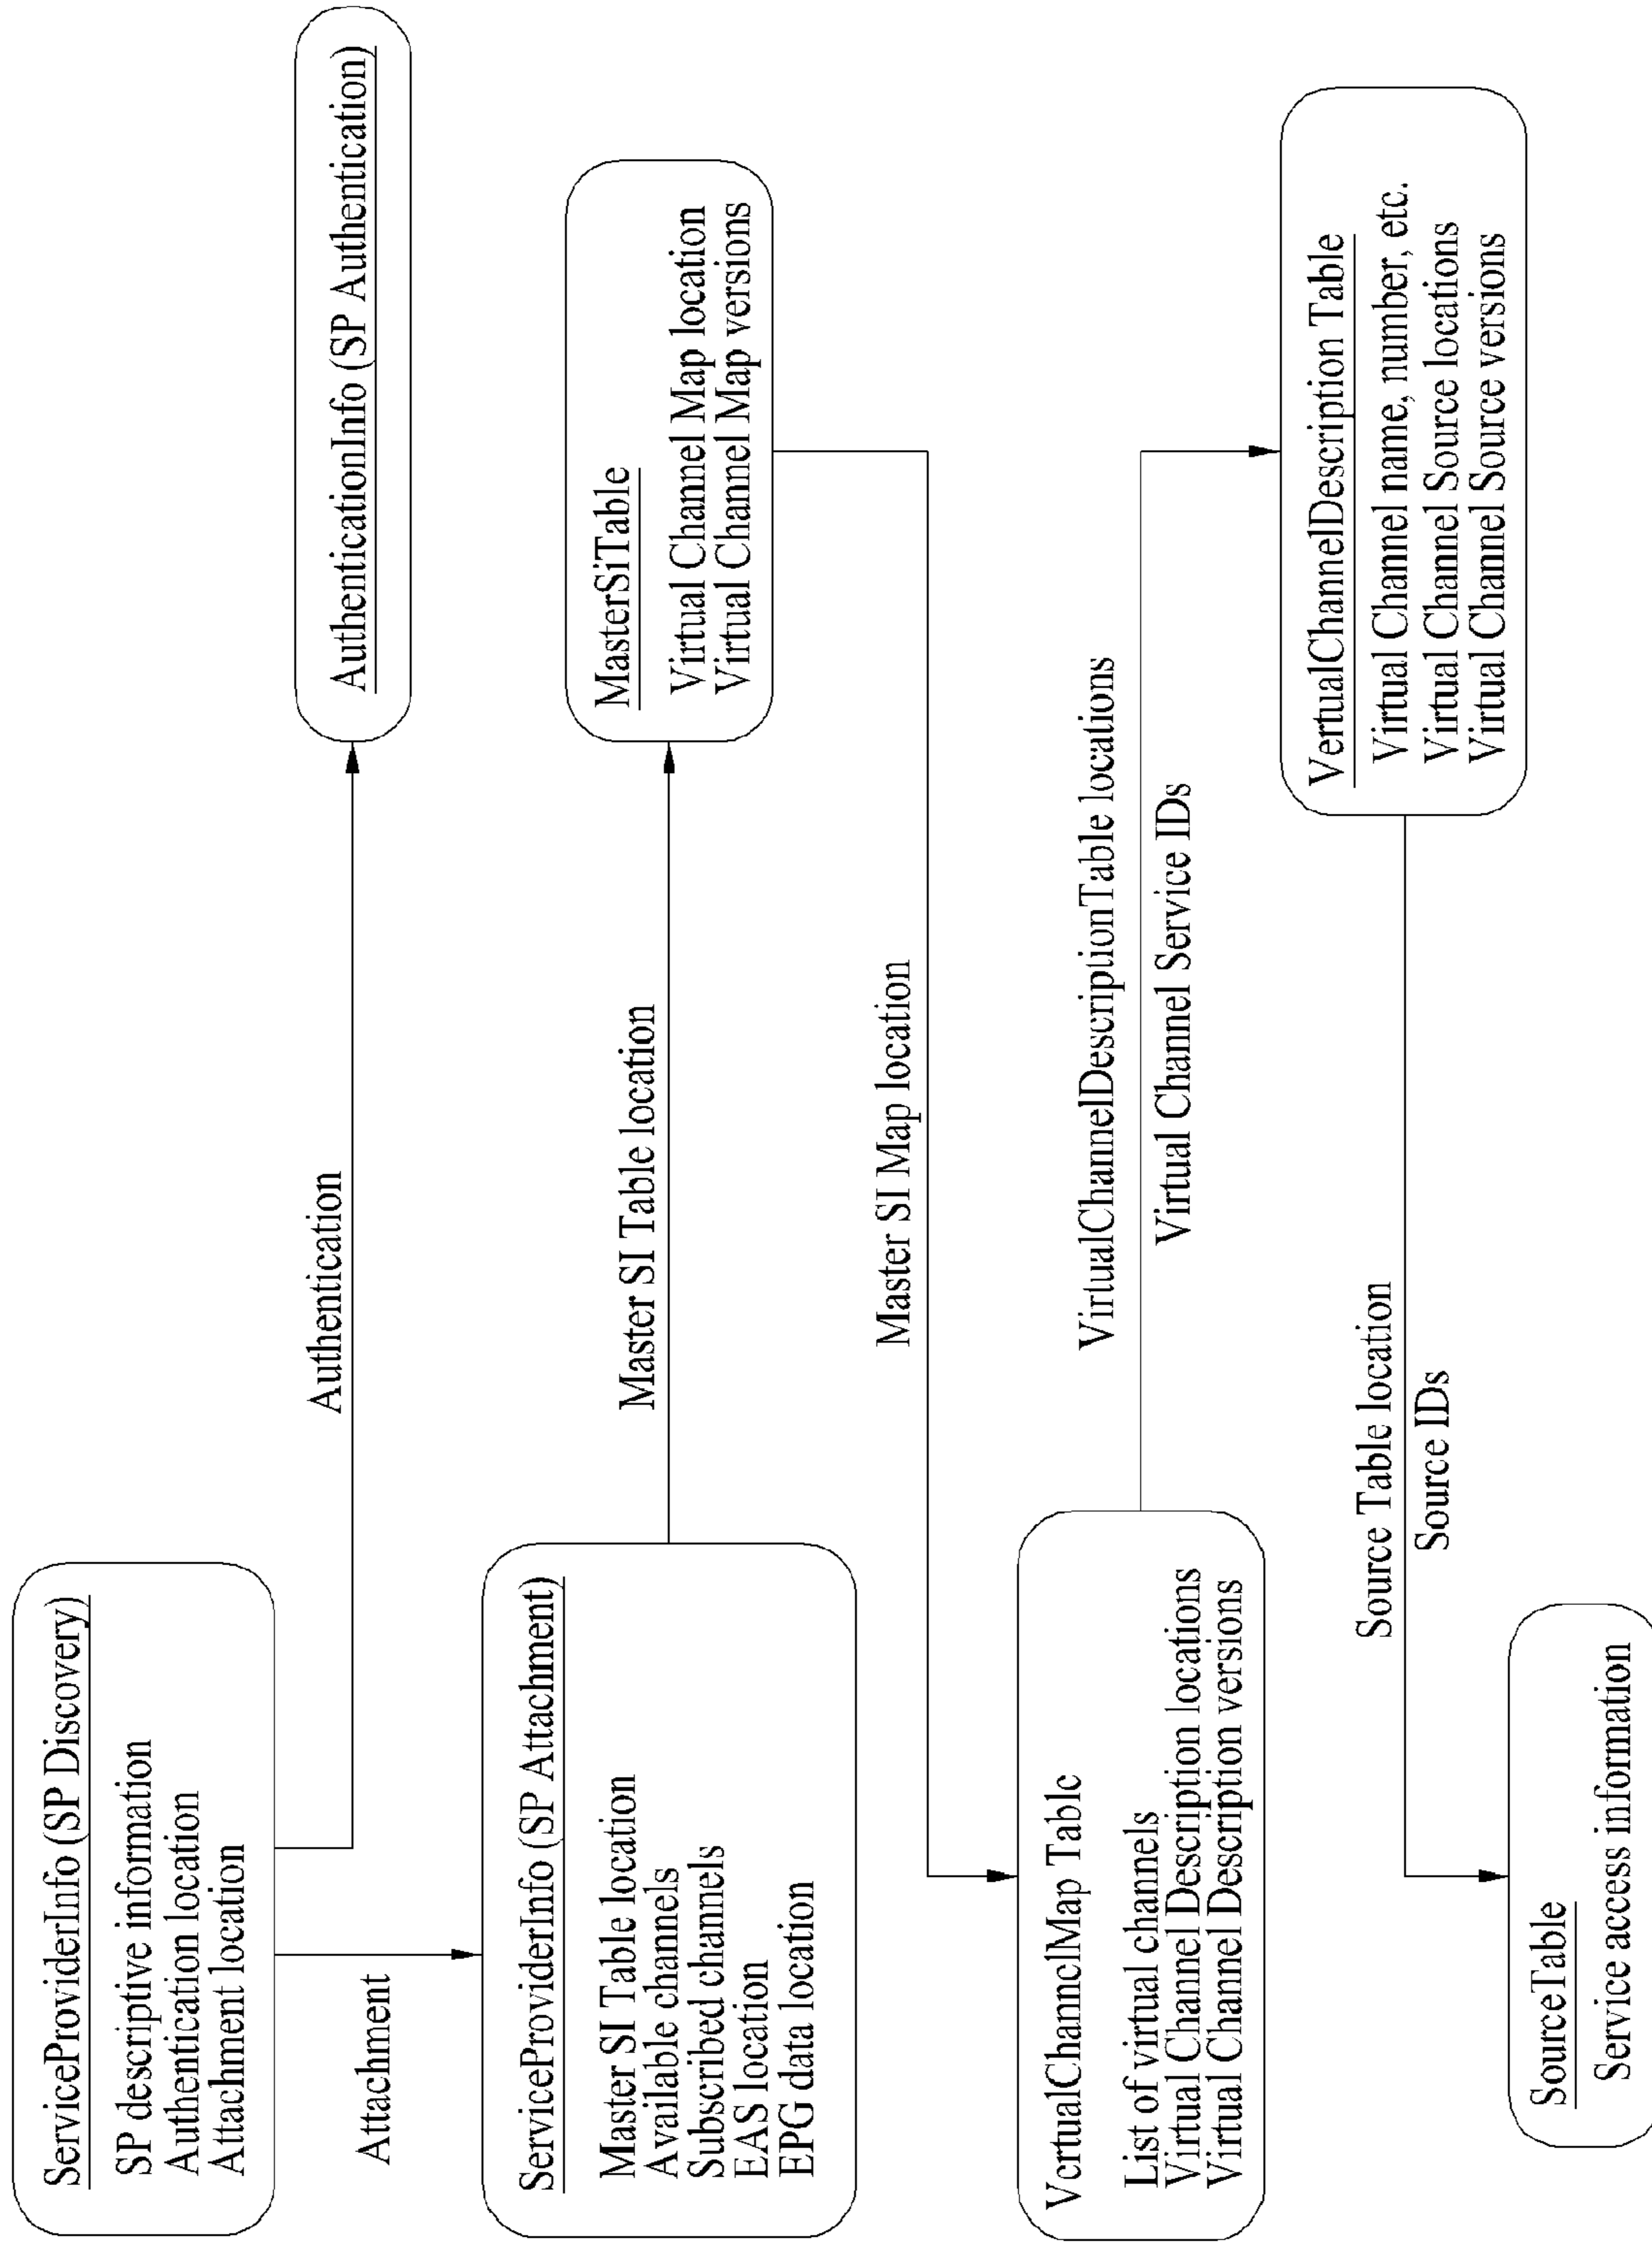 ServiceProviderInfo (SP Discovery)
SP descriptive information
Authentication location
Attachment location
Authentication
AuthenticationInfo (SP Authentication)
Attachment
ServiceProviderInfo (SP Attachment)
Master SI Table location
Available channels
Subscribed channels
EAS location
EPG data location
Master SI Table location
MasterSiTable
Virtual Channel Map location
Virtual Channel Map versions
Master SI Map location
VertualChannelMap Table
List of virtual channels
Virtual Channel Description locations
Virtual Channel Description versions
VirtualChannelDescriptionTable locations
Virtual Channel Service IDs
VertualChannelDescription Table
Virtual Channel name, number, etc.
Virtual Channel Source locations
Virtual Channel Source versions
Source Table location
Source IDs
SourceTable
Service access information